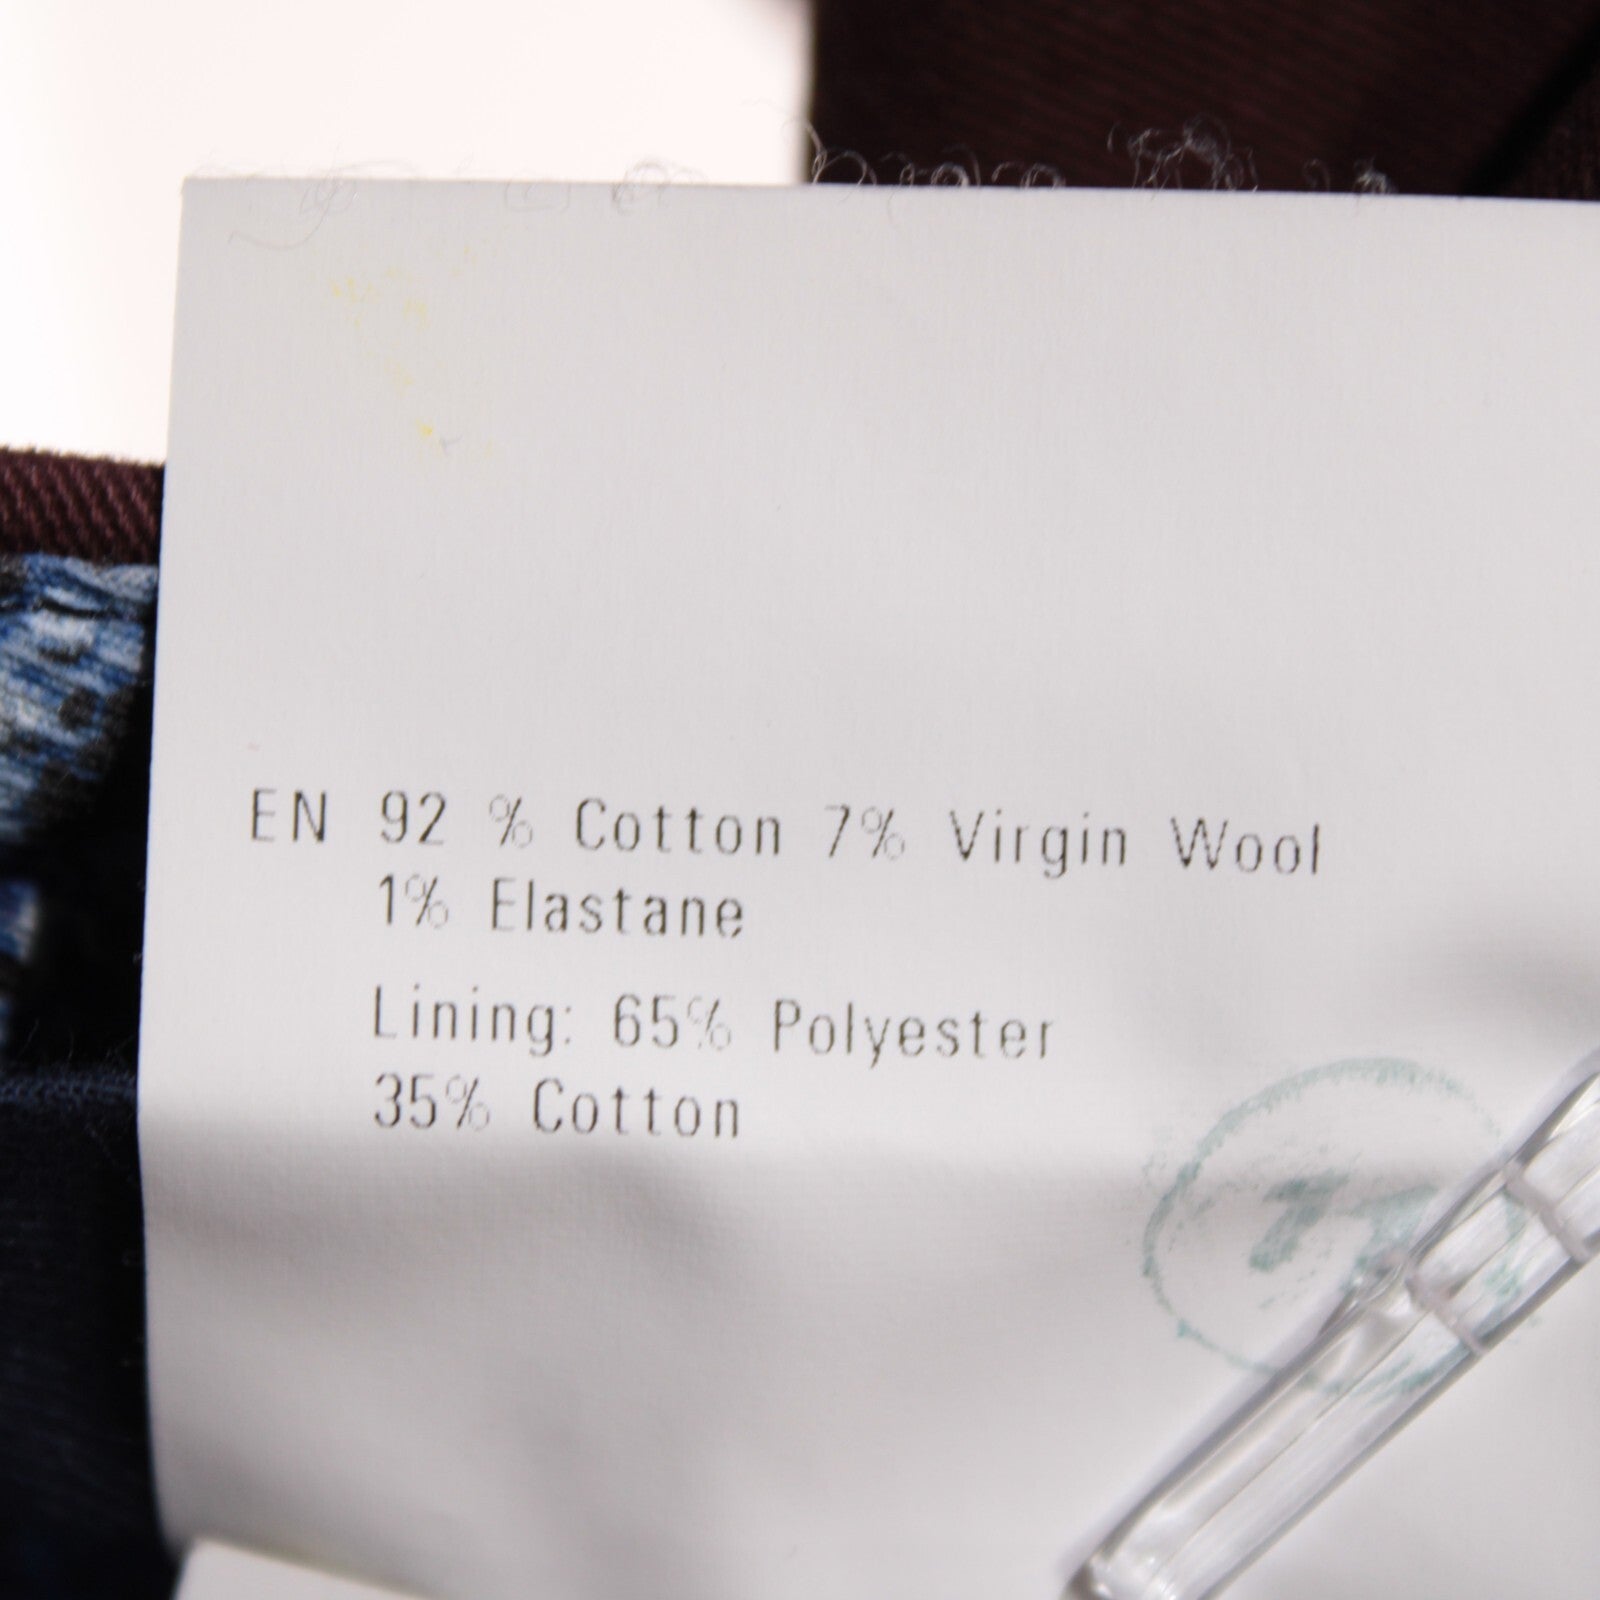 EN 92 % Cotton 7% Virgin Wool
1% Elastane
Lining: 65% Polyester
35% Cotton